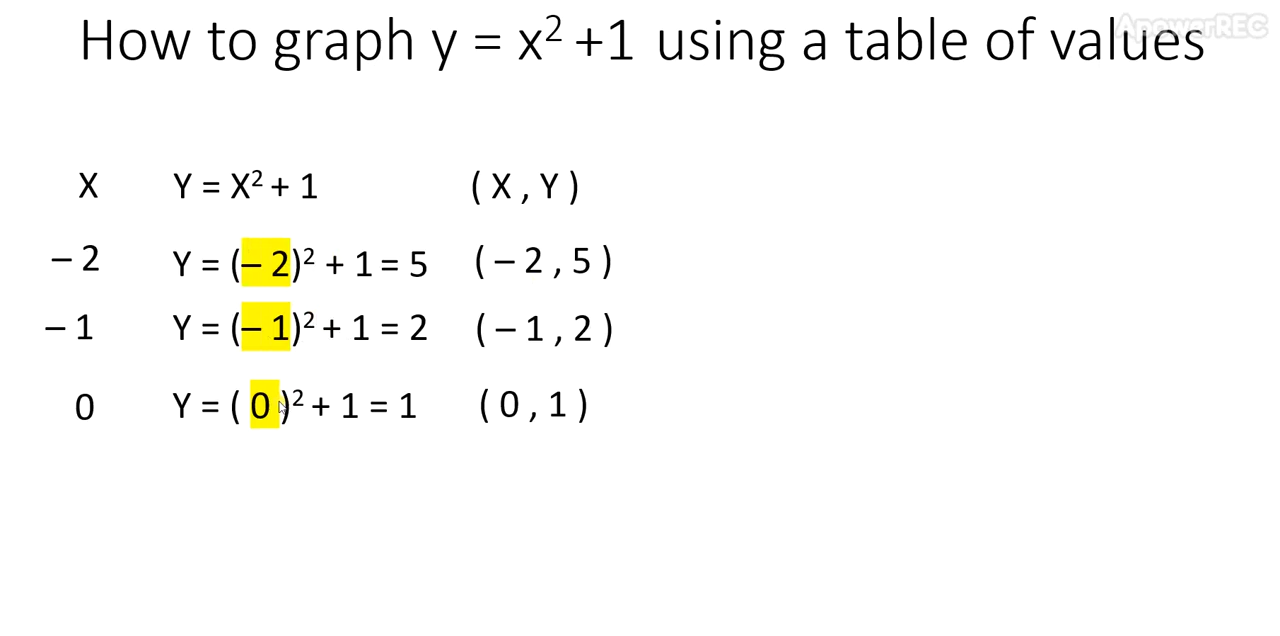 How to graph y = x² +1 using a table of values
ApowerREC
X Y = X² + 1 ( X , Y )
– 2 Y = (– 2)² + 1 = 5 ( – 2 , 5 )
– 1 Y = (– 1)² + 1 = 2 ( – 1 , 2 )
0 Y = ( 0 )² + 1 = 1 ( 0 , 1 )